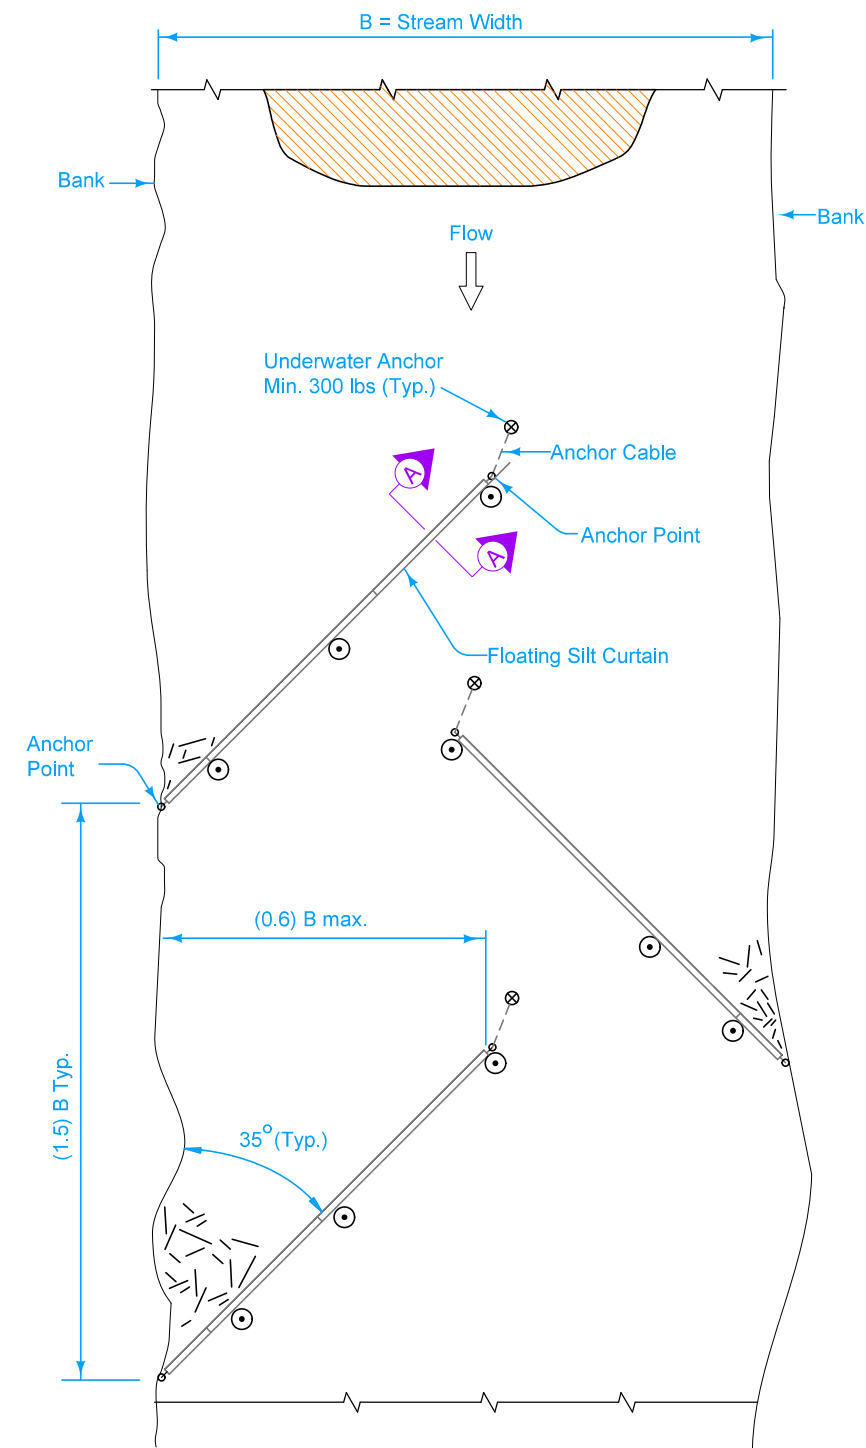 B = Stream Width
Bank
Bank
Flow
Underwater Anchor
Min. 300 lbs (Typ.)
Anchor Cable
A
Anchor Point
A
Floating Silt Curtain
Anchor
Point
(0.6) B max.
(1.5) B Typ.
35° (Typ.)